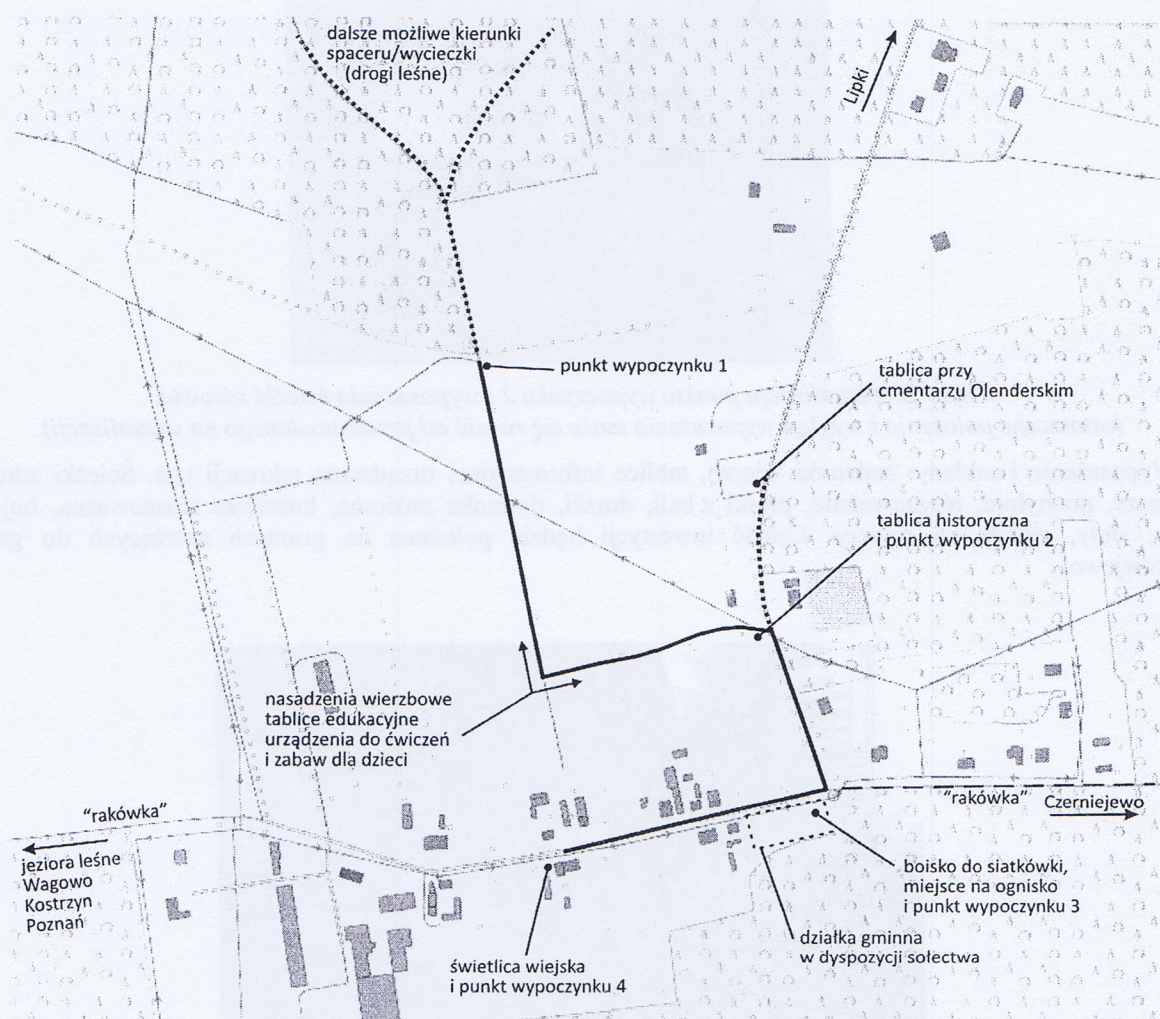 dalsze możliwe kierunki
spaceru/wycieczki
(drogi leśne)
Lipki
punkt wypoczynku 1
tablica przy
cmentarzu Olenderskim
tablica historyczna
i punkt wypoczynku 2
nasadzenia wierzbowe
tablice edukacyjne
urządzenia do ćwiczeń
i zabaw dla dzieci
"rakówka"
jeziora leśne
Wagowo
Kostrzyn
Poznań
"rakówka"
Czerniejewo
boisko do siatkówki,
miejsce na ognisko
i punkt wypoczynku 3
działka gminna
w dyspozycji sołectwa
świetlica wiejska
i punkt wypoczynku 4